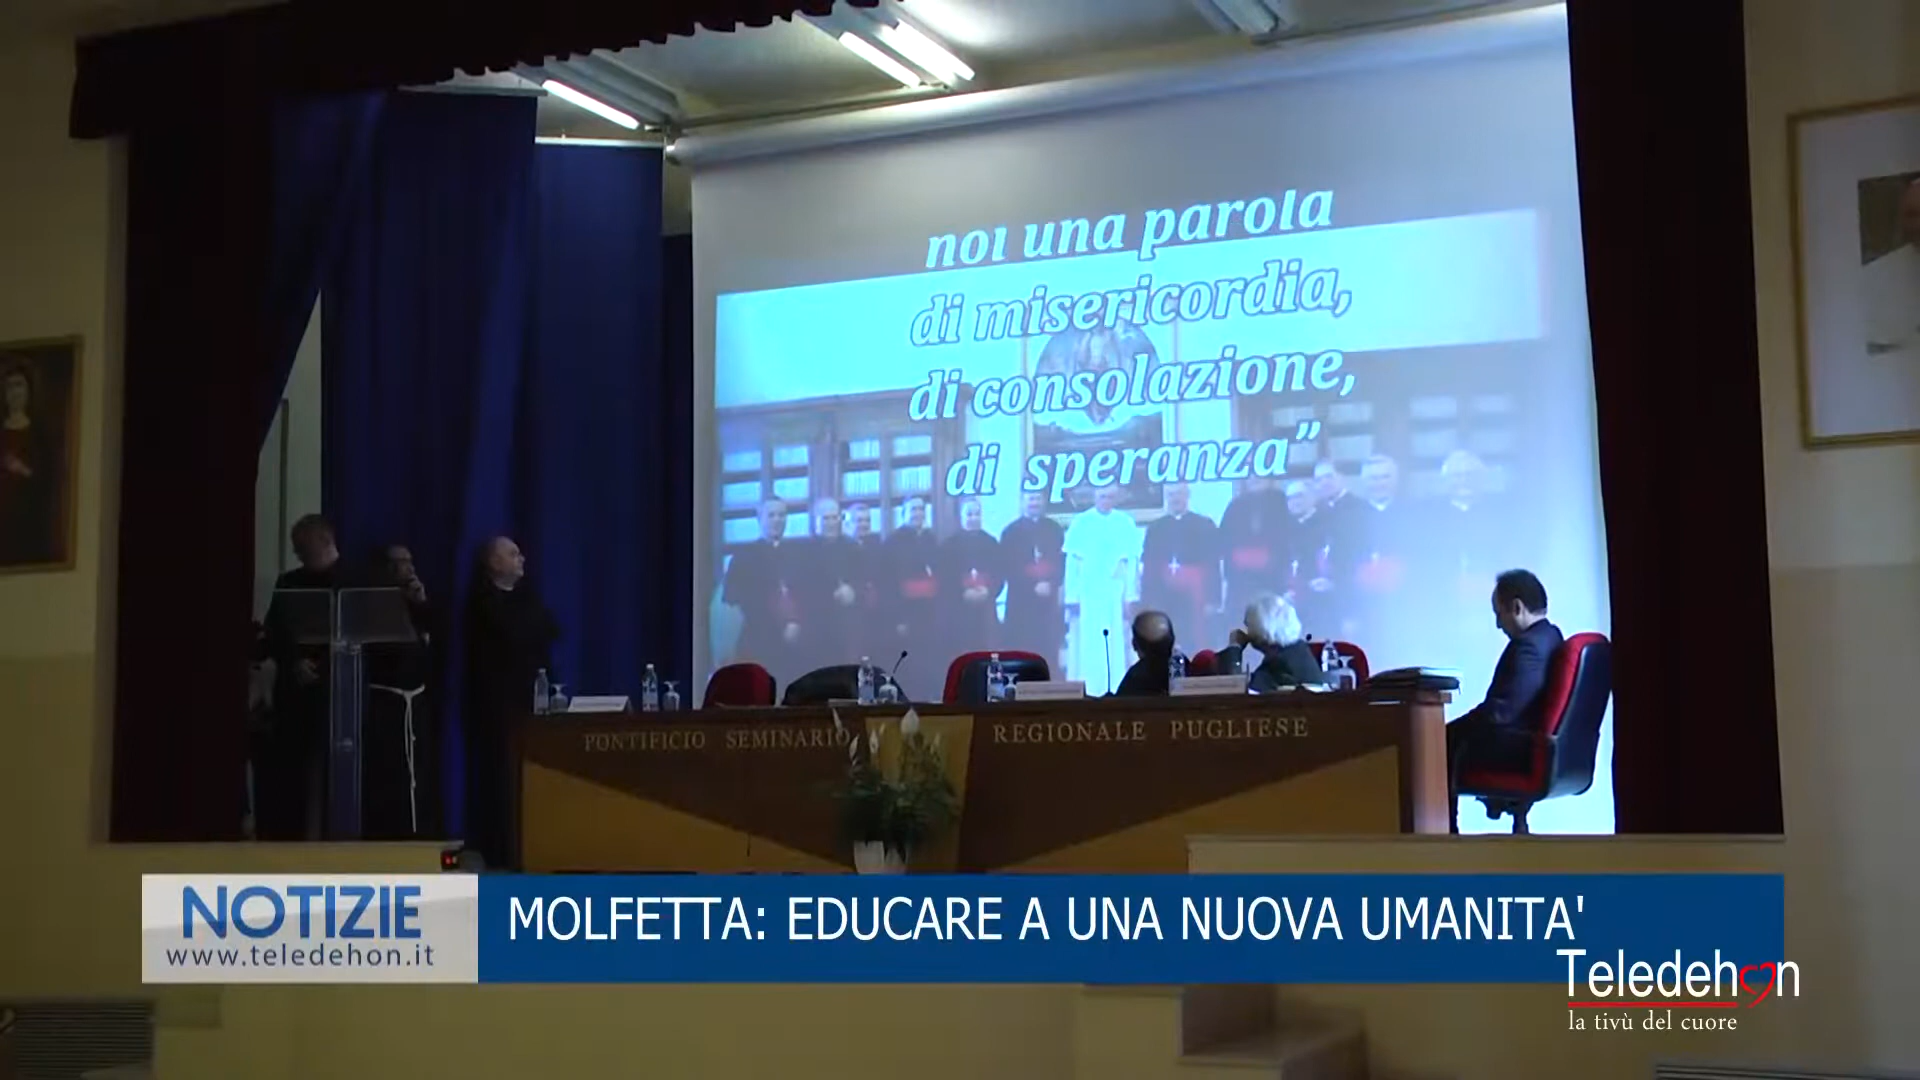 noi una parola
di misericordia,
di consolazione,
di speranza”
PONTIFICIO SEMINARIO REGIONALE PUGLIESE
NOTIZIE
www.teledehon.it
MOLFETTA: EDUCARE A UNA NUOVA UMANITA'
Teledehon
la tivù del cuore